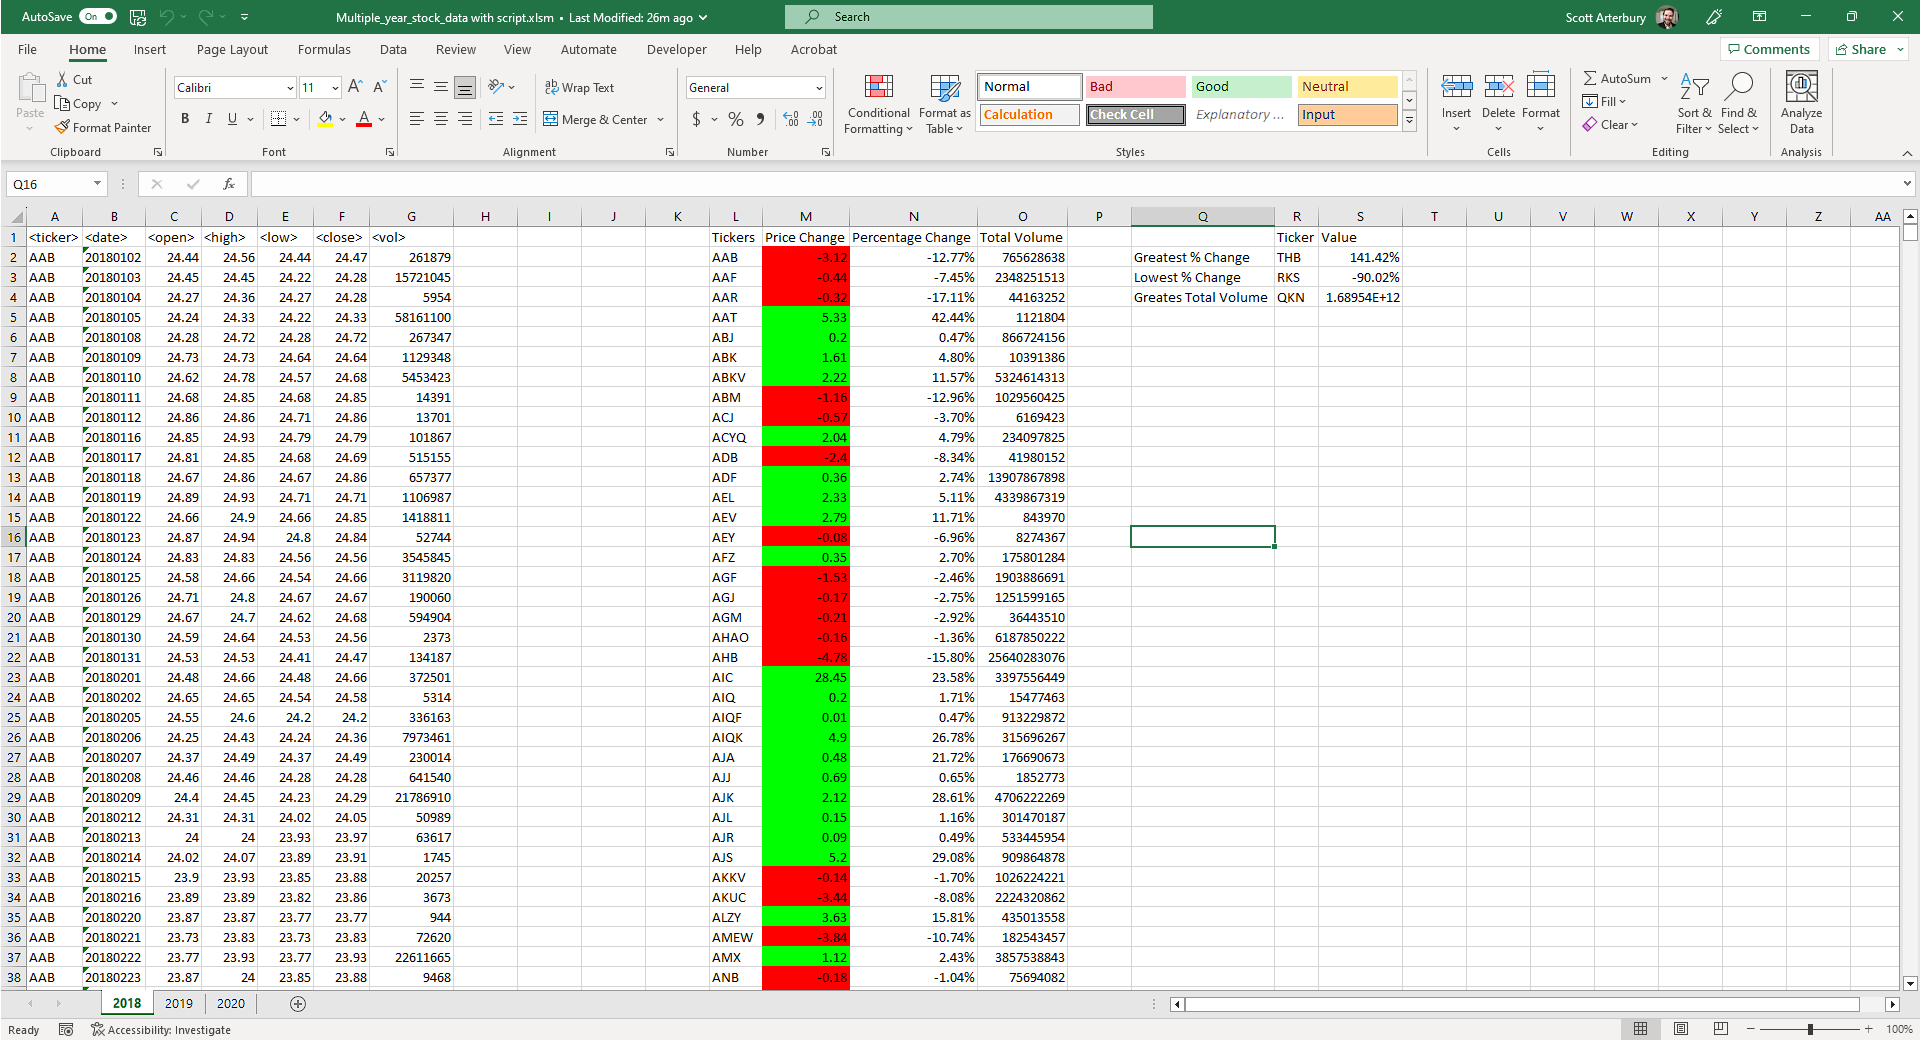 AutoSave On Multiple_year_stock_data with script.xlsm • Last Modified: 26m ago Search Scott Arterbury
File Home Insert Page Layout Formulas Data Review View Automate Developer Help Acrobat Comments Share
Paste Cut Copy Format Painter Clipboard
Calibri 11 B I U Font
Wrap Text Merge & Center Alignment
General $ % Number
Conditional Formatting Format as Table
Normal Bad Good Neutral
Calculation Check Cell Explanatory ... Input
Styles
Insert Delete Format Cells
AutoSum Fill Clear Sort & Filter Find & Select Editing
Analyze Data Analysis
Q16 fx
A B C D E F G H I J K L M N O P Q R S T U V W X Y Z AA
1 <ticker> <date> <open> <high> <low> <close> <vol> Tickers Price Change Percentage Change Total Volume Ticker Value
2 AAB 20180102 24.44 24.56 24.44 24.47 261879 AAB -3.12 -12.77% 765628638 Greatest % Change THB 141.42%
3 AAB 20180103 24.45 24.45 24.22 24.28 15721045 AAF -0.44 -7.45% 2348251513 Lowest % Change RKS -90.02%
4 AAB 20180104 24.27 24.36 24.27 24.28 5954 AAR -0.32 -17.11% 44163252 Greates Total Volume QKN 1.68954E+12
5 AAB 20180105 24.24 24.33 24.22 24.33 58161100 AAT 5.33 42.44% 1121804
6 AAB 20180108 24.28 24.72 24.28 24.72 267347 ABJ 0.2 0.47% 866724156
7 AAB 20180109 24.73 24.73 24.64 24.64 1129348 ABK 1.61 4.80% 10391386
8 AAB 20180110 24.62 24.78 24.57 24.68 5453423 ABKV 2.22 11.57% 5324614313
9 AAB 20180111 24.68 24.85 24.68 24.85 14391 ABM -1.16 -12.96% 1029560425
10 AAB 20180112 24.86 24.86 24.71 24.86 13701 ACJ -0.57 -3.70% 6169423
11 AAB 20180116 24.85 24.93 24.79 24.79 101867 ACYQ 2.04 4.79% 234097825
12 AAB 20180117 24.81 24.85 24.68 24.69 515155 ADB -2.4 -8.34% 41980152
13 AAB 20180118 24.67 24.86 24.67 24.86 657377 ADF 0.36 2.74% 13907867898
14 AAB 20180119 24.89 24.93 24.71 24.71 1106987 AEL 2.33 5.11% 4339867319
15 AAB 20180122 24.66 24.9 24.66 24.85 1418811 AEV 2.79 11.71% 843970
16 AAB 20180123 24.87 24.94 24.8 24.84 52744 AEY -0.08 -6.96% 8274367
17 AAB 20180124 24.83 24.83 24.56 24.56 3545845 AFZ 0.35 2.70% 175801284
18 AAB 20180125 24.58 24.66 24.54 24.66 3119820 AGF -1.53 -2.46% 1903886691
19 AAB 20180126 24.71 24.8 24.67 24.67 190060 AGJ -0.17 -2.75% 1251599165
20 AAB 20180129 24.67 24.7 24.62 24.68 594904 AGM -0.21 -2.92% 36443510
21 AAB 20180130 24.59 24.64 24.53 24.56 2373 AHAO -0.16 -1.36% 6187850222
22 AAB 20180131 24.53 24.53 24.41 24.47 134187 AHB -4.78 -15.80% 25640283076
23 AAB 20180201 24.48 24.66 24.48 24.66 372501 AIC 28.45 23.58% 3397556449
24 AAB 20180202 24.65 24.65 24.54 24.58 5314 AIQ 0.2 1.71% 15477463
25 AAB 20180205 24.55 24.6 24.2 24.2 336163 AIQF 0.01 0.47% 913229872
26 AAB 20180206 24.25 24.43 24.24 24.36 7973461 AIQK 4.9 26.78% 315696267
27 AAB 20180207 24.37 24.49 24.37 24.49 230014 AJA 0.48 21.72% 176690673
28 AAB 20180208 24.46 24.46 24.28 24.28 641540 AJJ 0.69 0.65% 1852773
29 AAB 20180209 24.4 24.45 24.23 24.29 21786910 AJK 2.12 28.61% 4706222269
30 AAB 20180212 24.31 24.31 24.02 24.05 50989 AJL 0.15 1.16% 301470187
31 AAB 20180213 24 24 23.93 23.97 63617 AJR 0.09 0.49% 533445954
32 AAB 20180214 24.02 24.07 23.89 23.91 1745 AJS 5.2 29.08% 909864878
33 AAB 20180215 23.9 23.93 23.85 23.88 20257 AKKV -0.14 -1.70% 1026224221
34 AAB 20180216 23.89 23.89 23.82 23.86 3673 AKUC -3.44 -8.08% 2224320862
35 AAB 20180220 23.87 23.87 23.77 23.77 944 ALZY 3.63 15.81% 435013558
36 AAB 20180221 23.73 23.83 23.73 23.83 72620 AMEW -3.84 -10.74% 182543457
37 AAB 20180222 23.77 23.93 23.77 23.93 22611665 AMX 1.12 2.43% 3857538843
38 AAB 20180223 23.87 24 23.85 23.88 9468 ANB -0.18 -1.04% 75694082
2018 2019 2020
Ready Accessibility: Investigate 100%